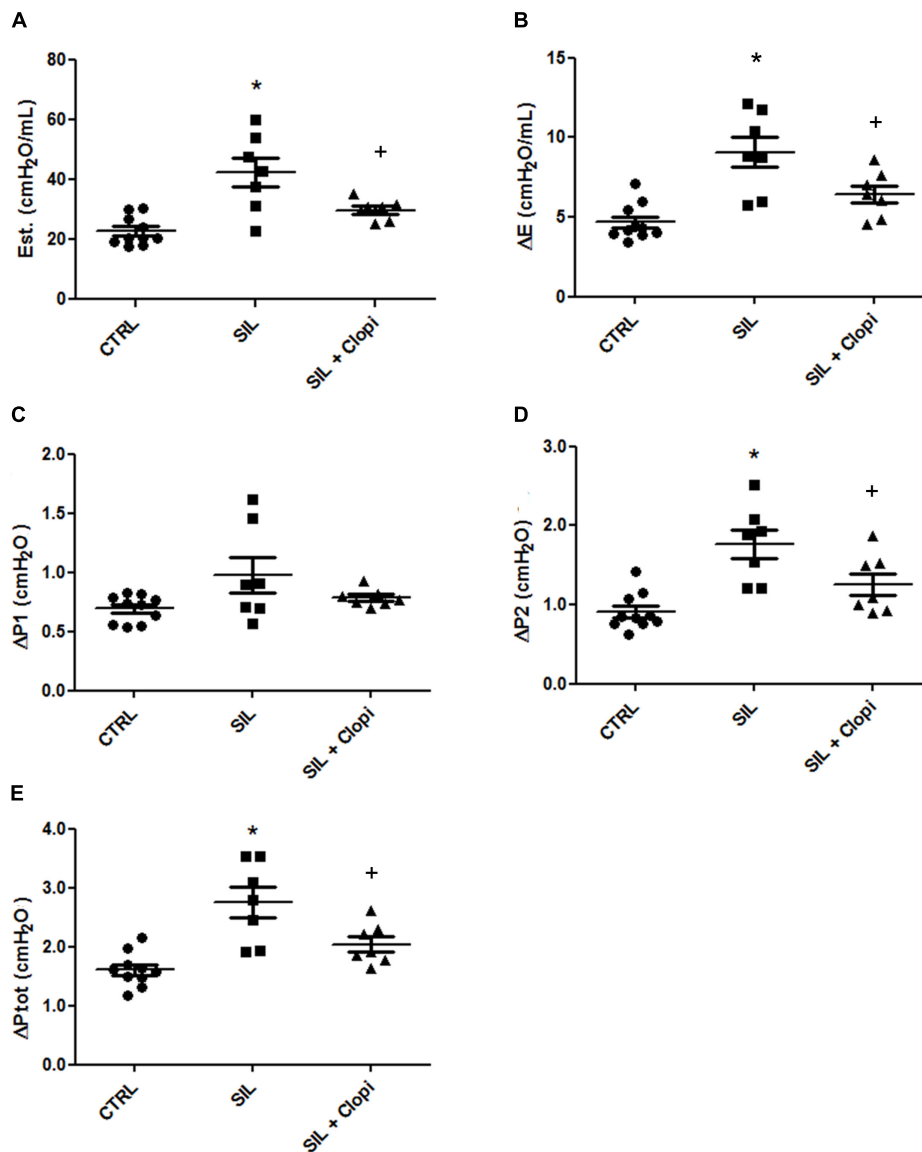 A
Est. (cmH₂O/mL)
80
60
40
20
0
*
+
CTRL
SIL
SIL + Clopi
B
ΔE (cmH₂O/mL)
15
10
5
0
*
+
CTRL
SIL
SIL + Clopi
C
ΔP1 (cmH₂O)
2.0
1.5
1.0
0.5
0.0
CTRL
SIL
SIL + Clopi
D
ΔP2 (cmH₂O)
3.0
2.0
1.0
0.0
*
+
CTRL
SIL
SIL + Clopi
E
ΔPtot (cmH₂O)
4.0
3.0
2.0
1.0
0.0
*
+
CTRL
SIL
SIL + Clopi